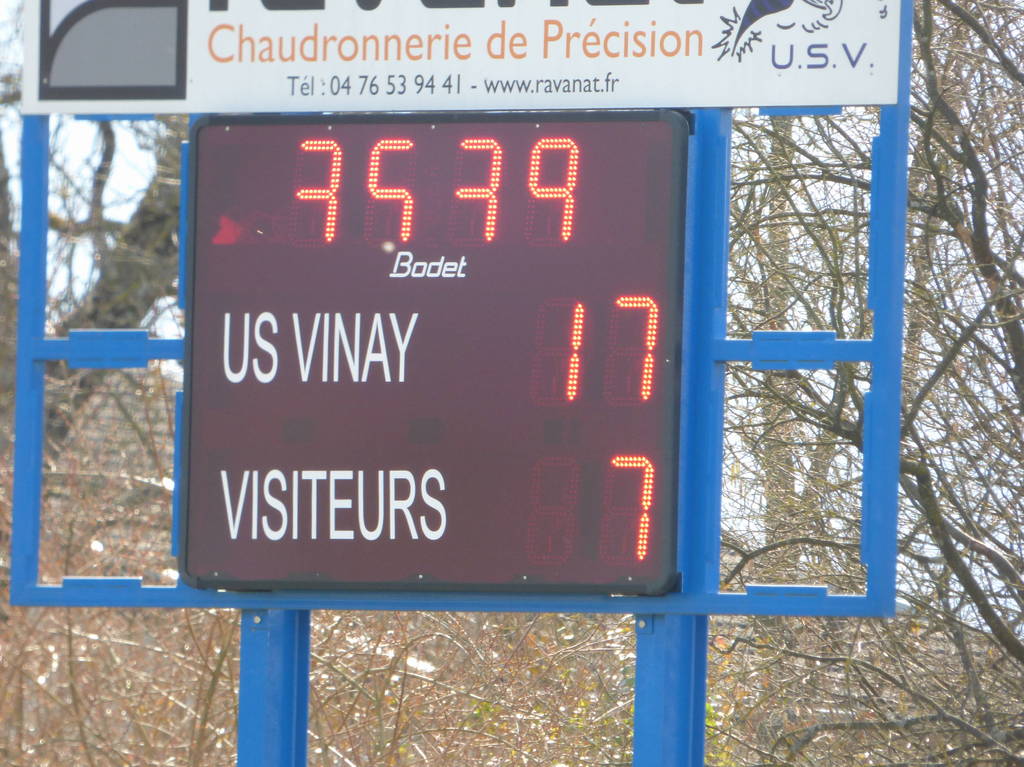 Chaudronnerie de Précision
Tél : 04 76 53 94 41 - www.ravanat.fr
U.S.V.
3539
Bodet
US VINAY 17
VISITEURS 7